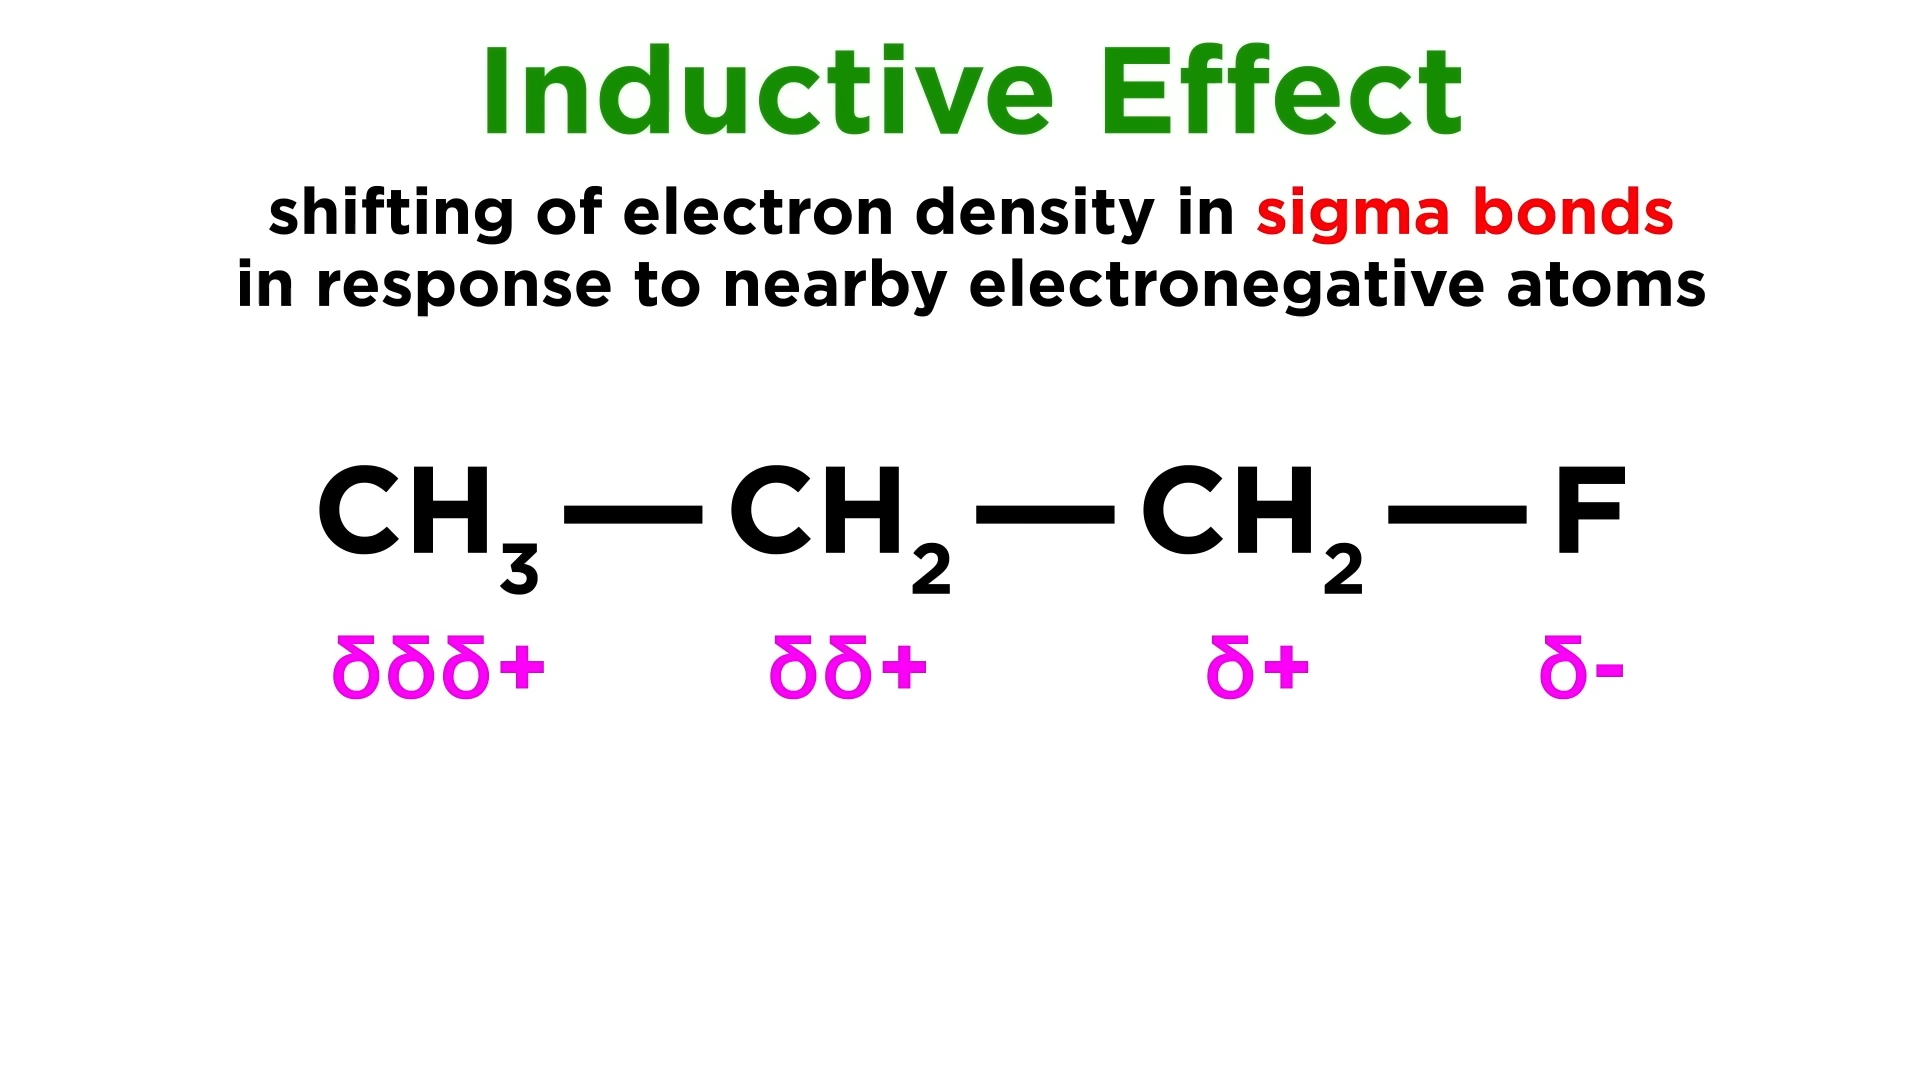 Inductive Effect
shifting of electron density in sigma bonds
in response to nearby electronegative atoms
CH₃ — CH₂ — CH₂ — F
δδδ+ δδ+ δ+ δ-